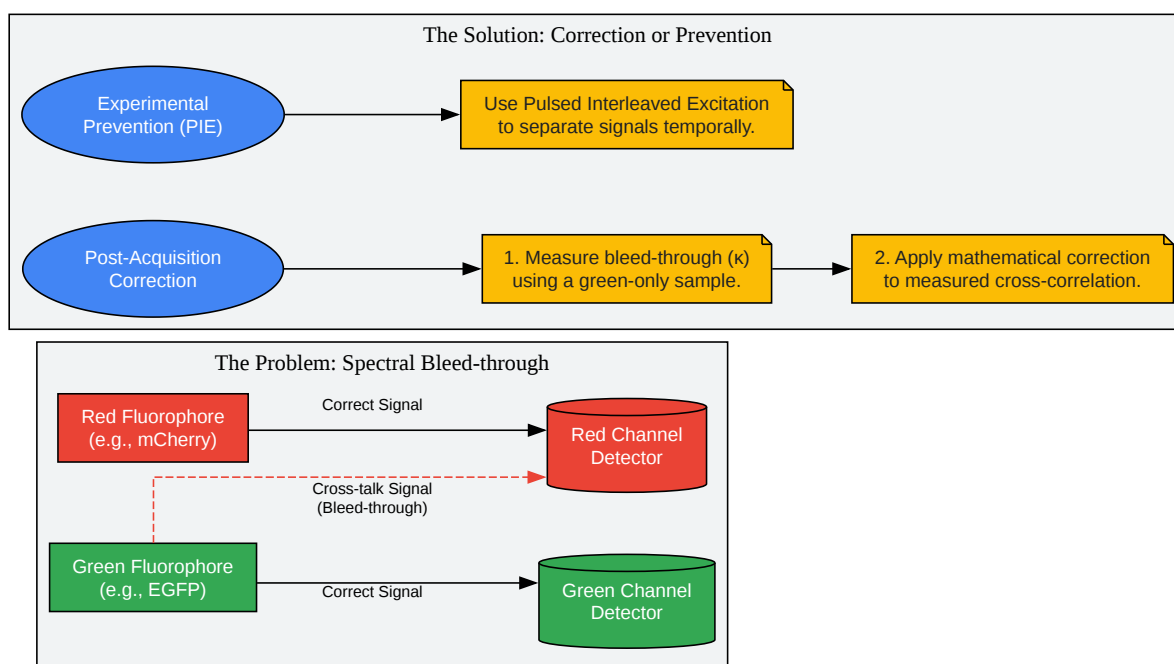 The Solution: Correction or Prevention
Experimental
Prevention (PIE)
Use Pulsed Interleaved Excitation
to separate signals temporally.
Post-Acquisition
Correction
1. Measure bleed-through (κ)
using a green-only sample.
2. Apply mathematical correction
to measured cross-correlation.
The Problem: Spectral Bleed-through
Red Fluorophore
(e.g., mCherry)
Correct Signal
Red Channel
Detector
Cross-talk Signal
(Bleed-through)
Green Fluorophore
(e.g., EGFP)
Correct Signal
Green Channel
Detector